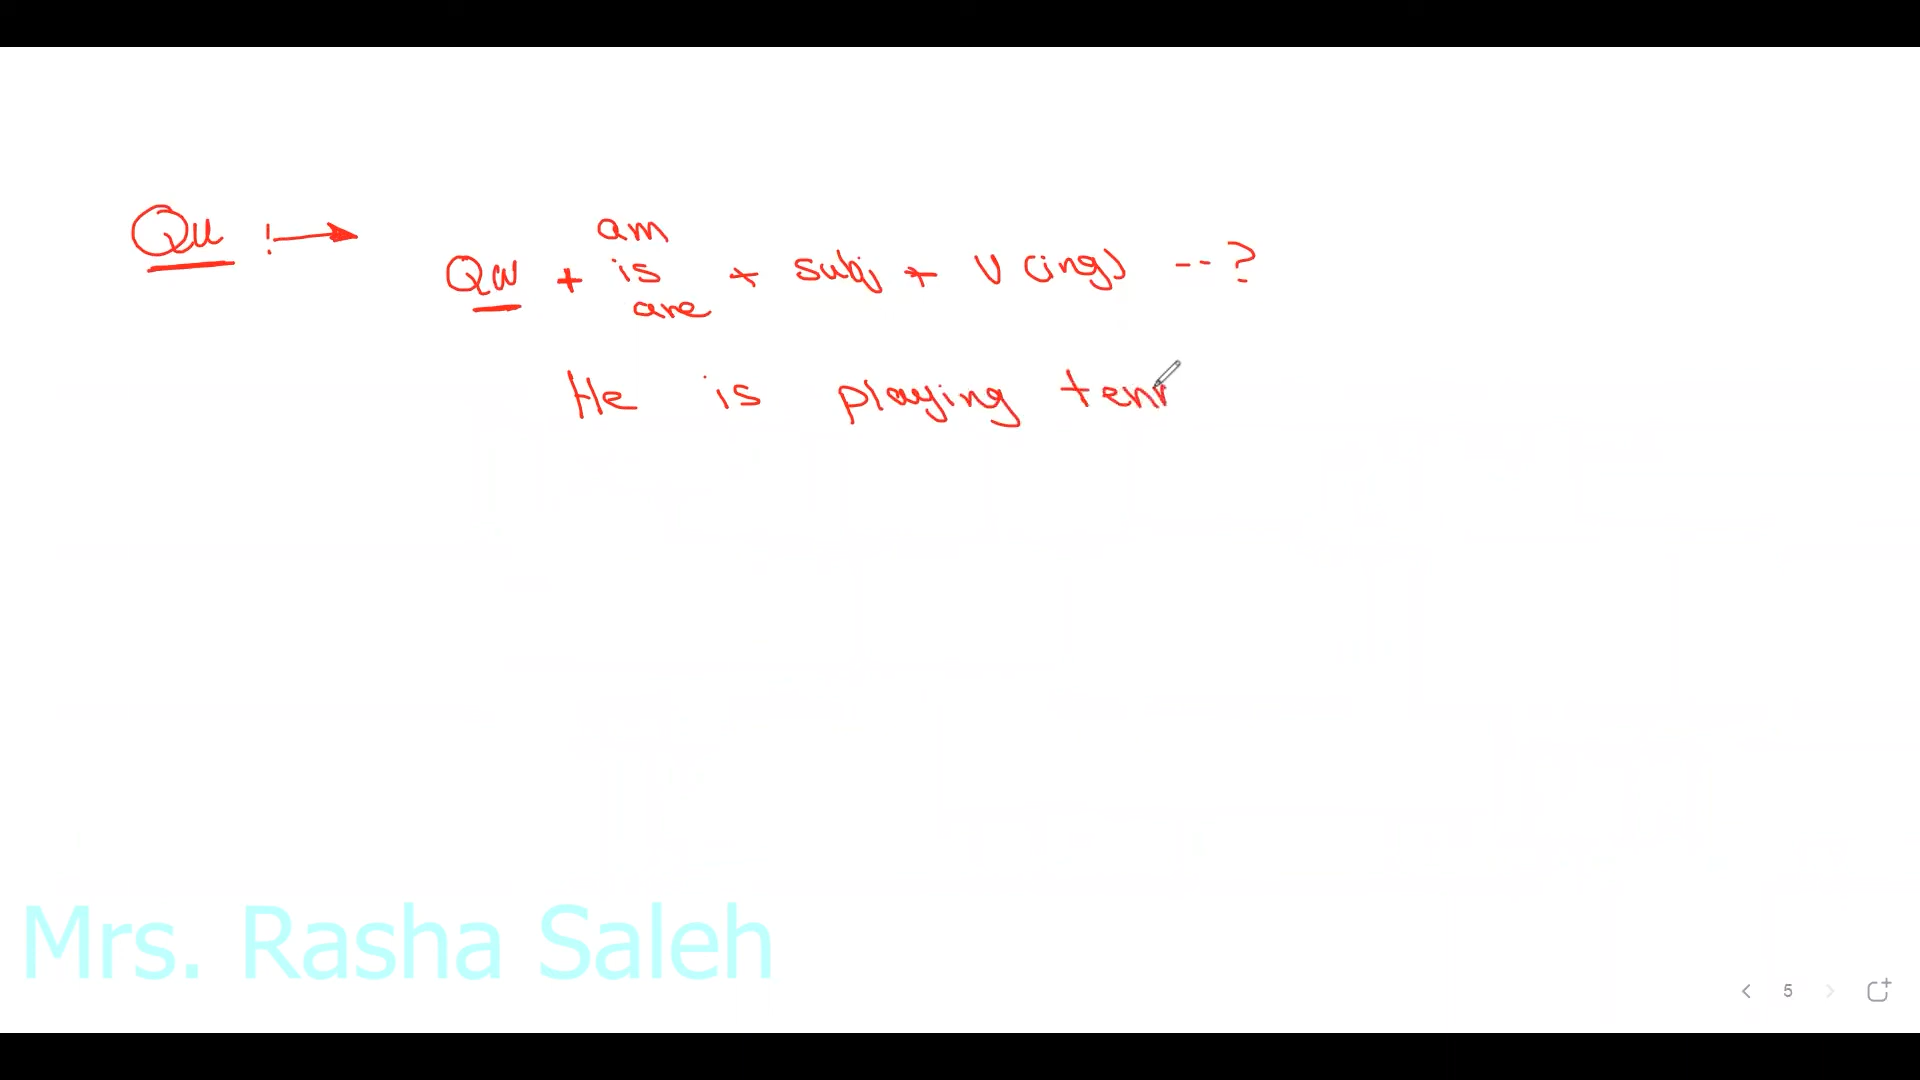 Qu :→
am
QW + is + subj + V (ing) --?
are
He is playing tenn
Mrs. Rasha Saleh
5